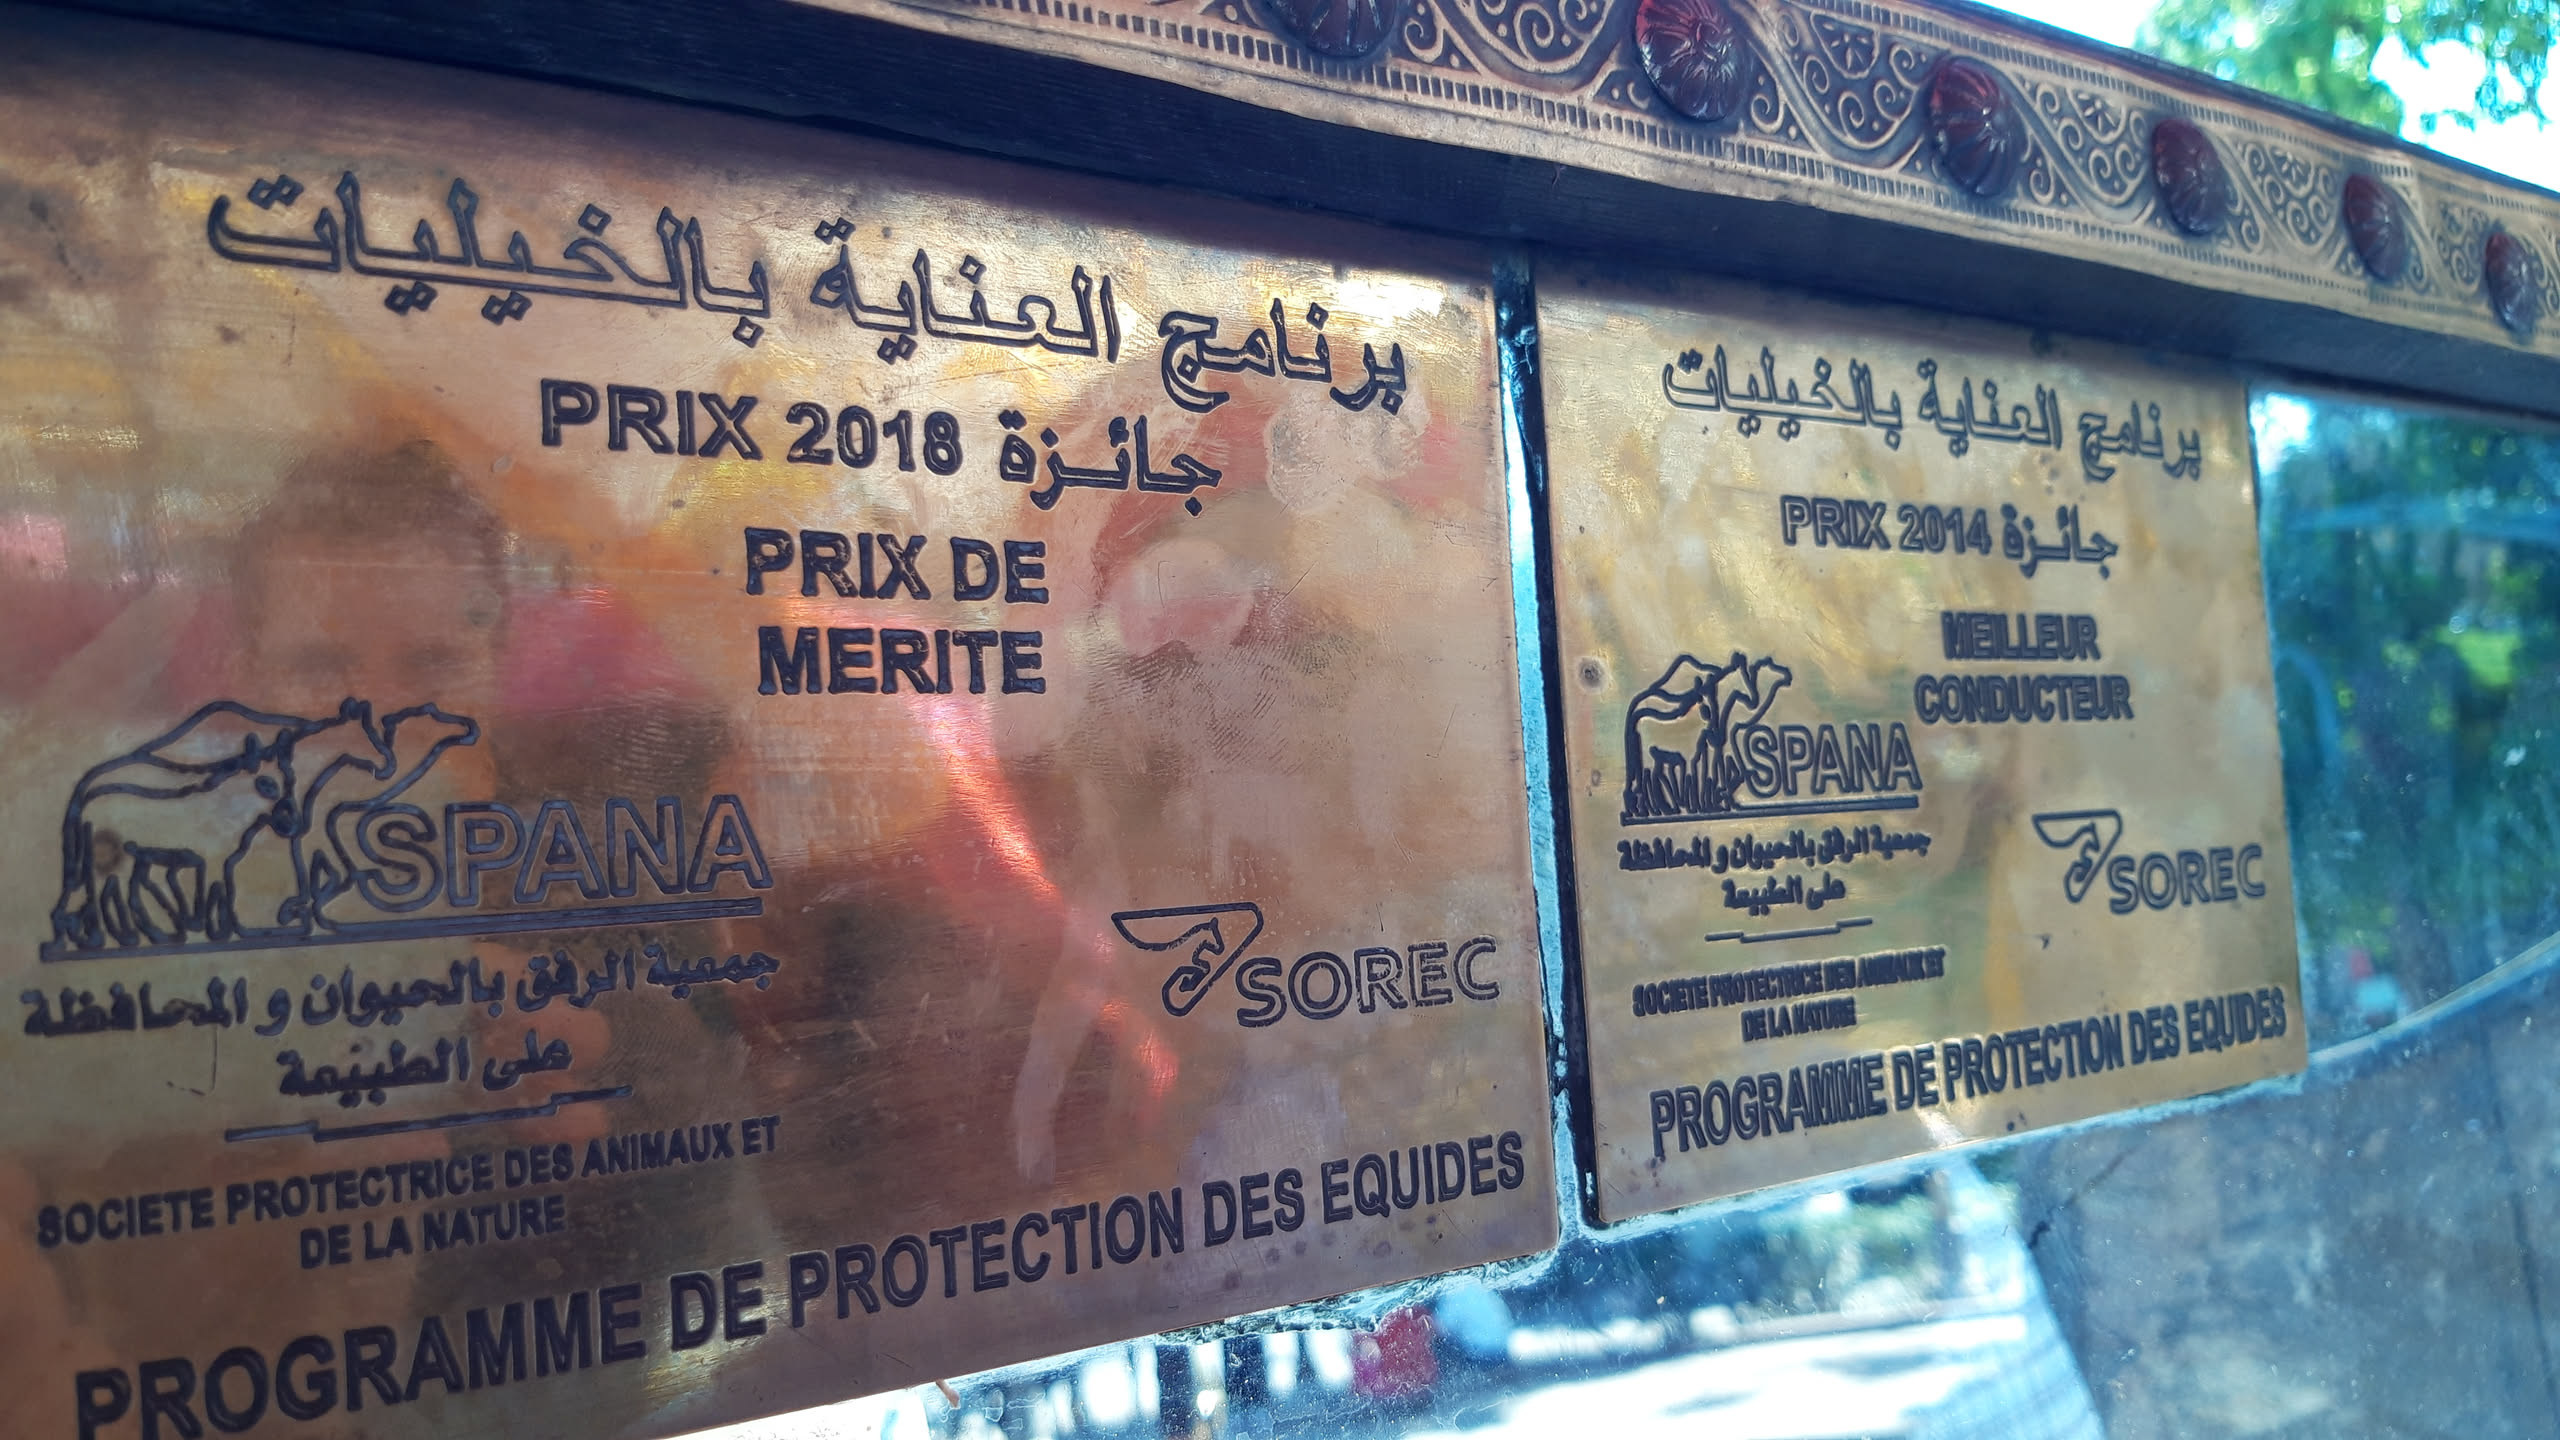 برنامج العناية بالخيليات
PRIX 2018 جائزة
PRIX DE
MERITE
SPANA
جمعية الرفق بالحيوان و المحافظة
على الطبيعة
SOCIETE PROTECTRICE DES ANIMAUX ET
DE LA NATURE
SOREC
PROGRAMME DE PROTECTION DES EQUIDES
برنامج العناية بالخيليات
PRIX 2014 جائزة
MEILLEUR
CONDUCTEUR
SPANA
جمعية الرفق بالحيوان و المحافظة
على الطبيعة
SOCIETE PROTECTRICE DES ANIMAUX ET
DE LA NATURE
SOREC
PROGRAMME DE PROTECTION DES EQUIDES